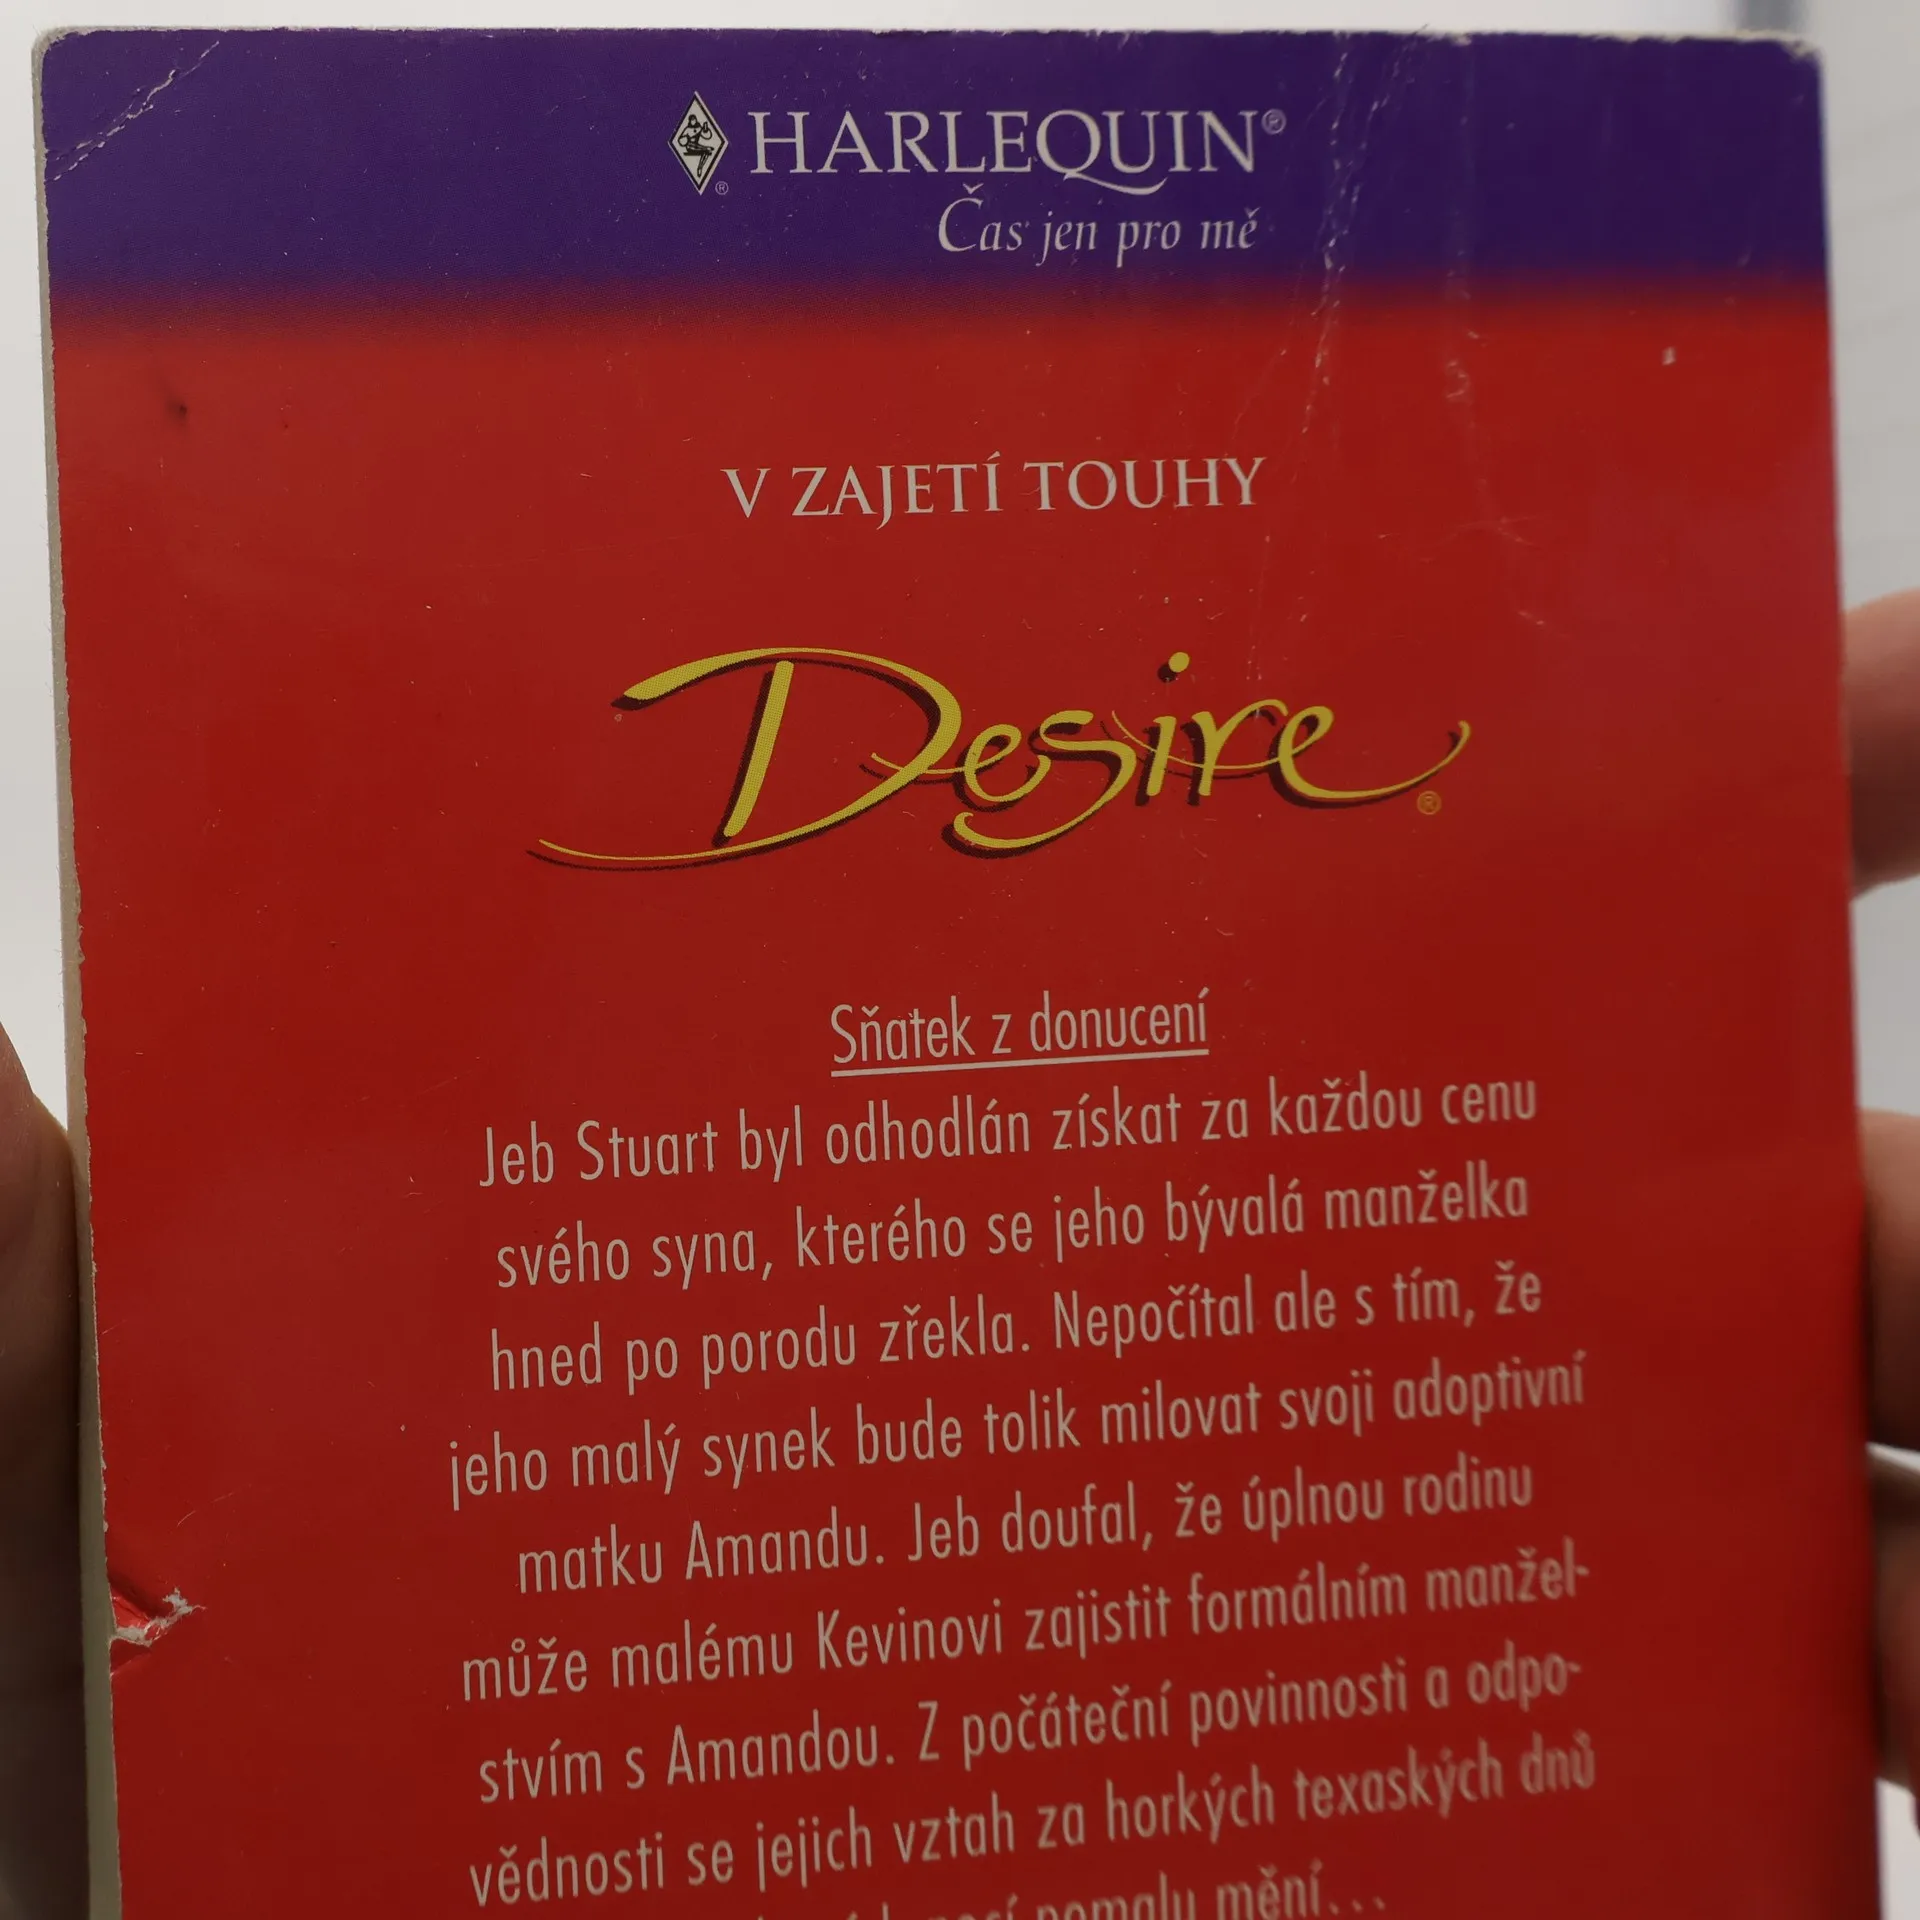 HARLEQUIN®
®
Čas jen pro mě
V ZAJETÍ TOUHY
Desire
®
Sňatek z donucení
Jeb Stuart byl odhodlán získat za každou cenu
svého syna, kterého se jeho bývalá manželka
hned po porodu zřekla. Nepočítal ale s tím, že
jeho malý synek bude tolik milovat svoji adoptivní
matku Amandu. Jeb doufal, že úplnou rodinu
může malému Kevinovi zajistit formálním manžel-
stvím s Amandou. Z počáteční povinnosti a odpo-
vědnosti se jejich vztah za horkých texaských dnů
pomalu mění...